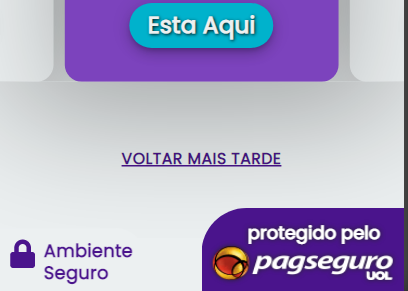 Esta Aqui
VOLTAR MAIS TARDE
Ambiente
Seguro
protegido pelo
pagseguro
UOL